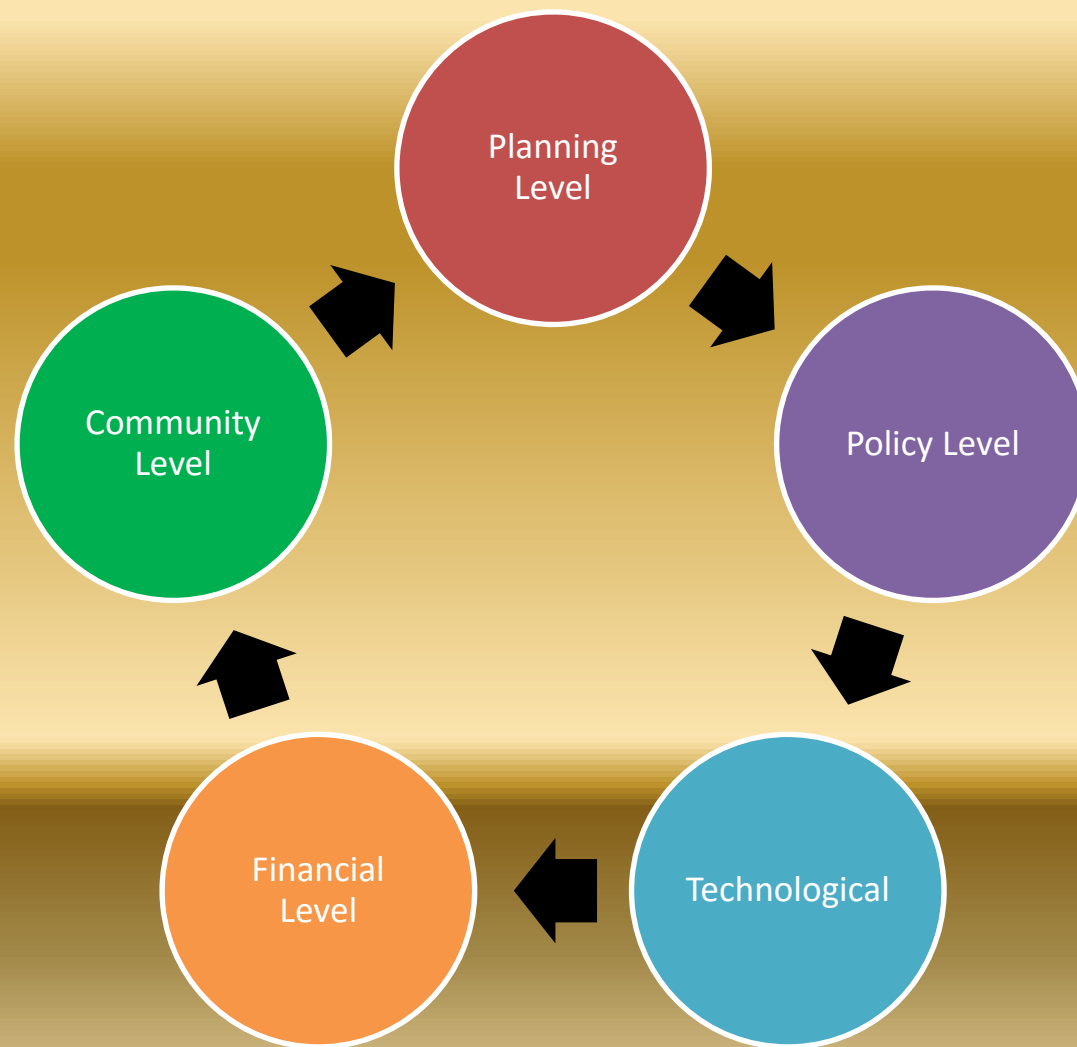 Planning
Level
Policy Level
Technological
Financial
Level
Community
Level